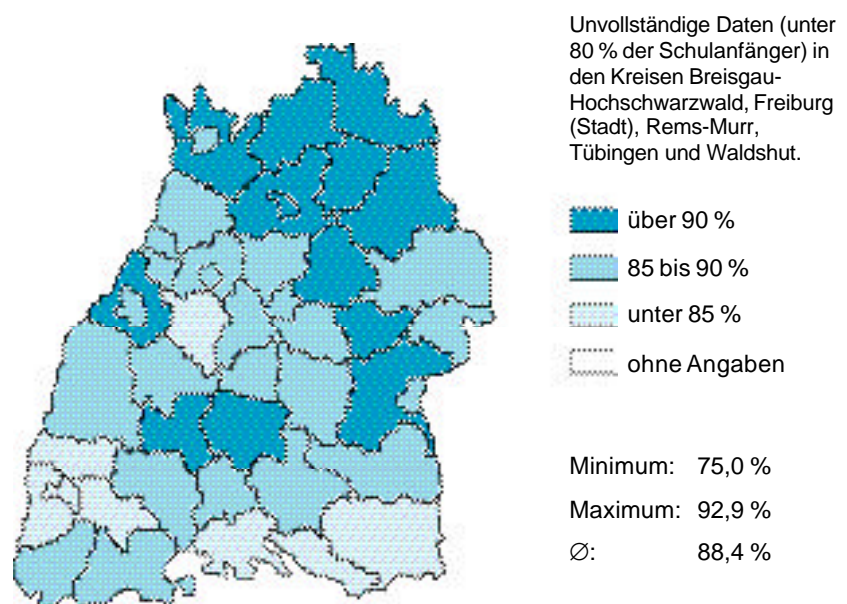 Unvollständige Daten (unter
80 % der Schulanfänger) in
den Kreisen Breisgau-
Hochschwarzwald, Freiburg
(Stadt), Rems-Murr,
Tübingen und Waldshut.
über 90 %
85 bis 90 %
unter 85 %
ohne Angaben
Minimum: 75,0 %
Maximum: 92,9 %
∅: 88,4 %